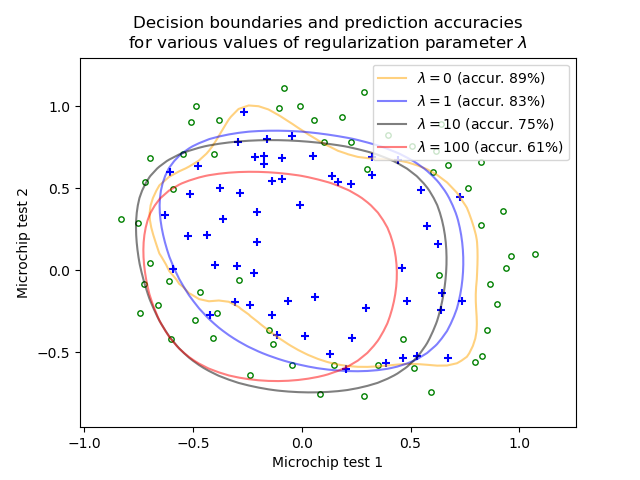 Decision boundaries and prediction accuracies
for various values of regularization parameter λ
λ = 0 (accur. 89%)
λ = 1 (accur. 83%)
λ = 10 (accur. 75%)
λ = 100 (accur. 61%)
Microchip test 2
1.0
0.5
0.0
−0.5
−1.0
−0.5
0.0
0.5
1.0
Microchip test 1